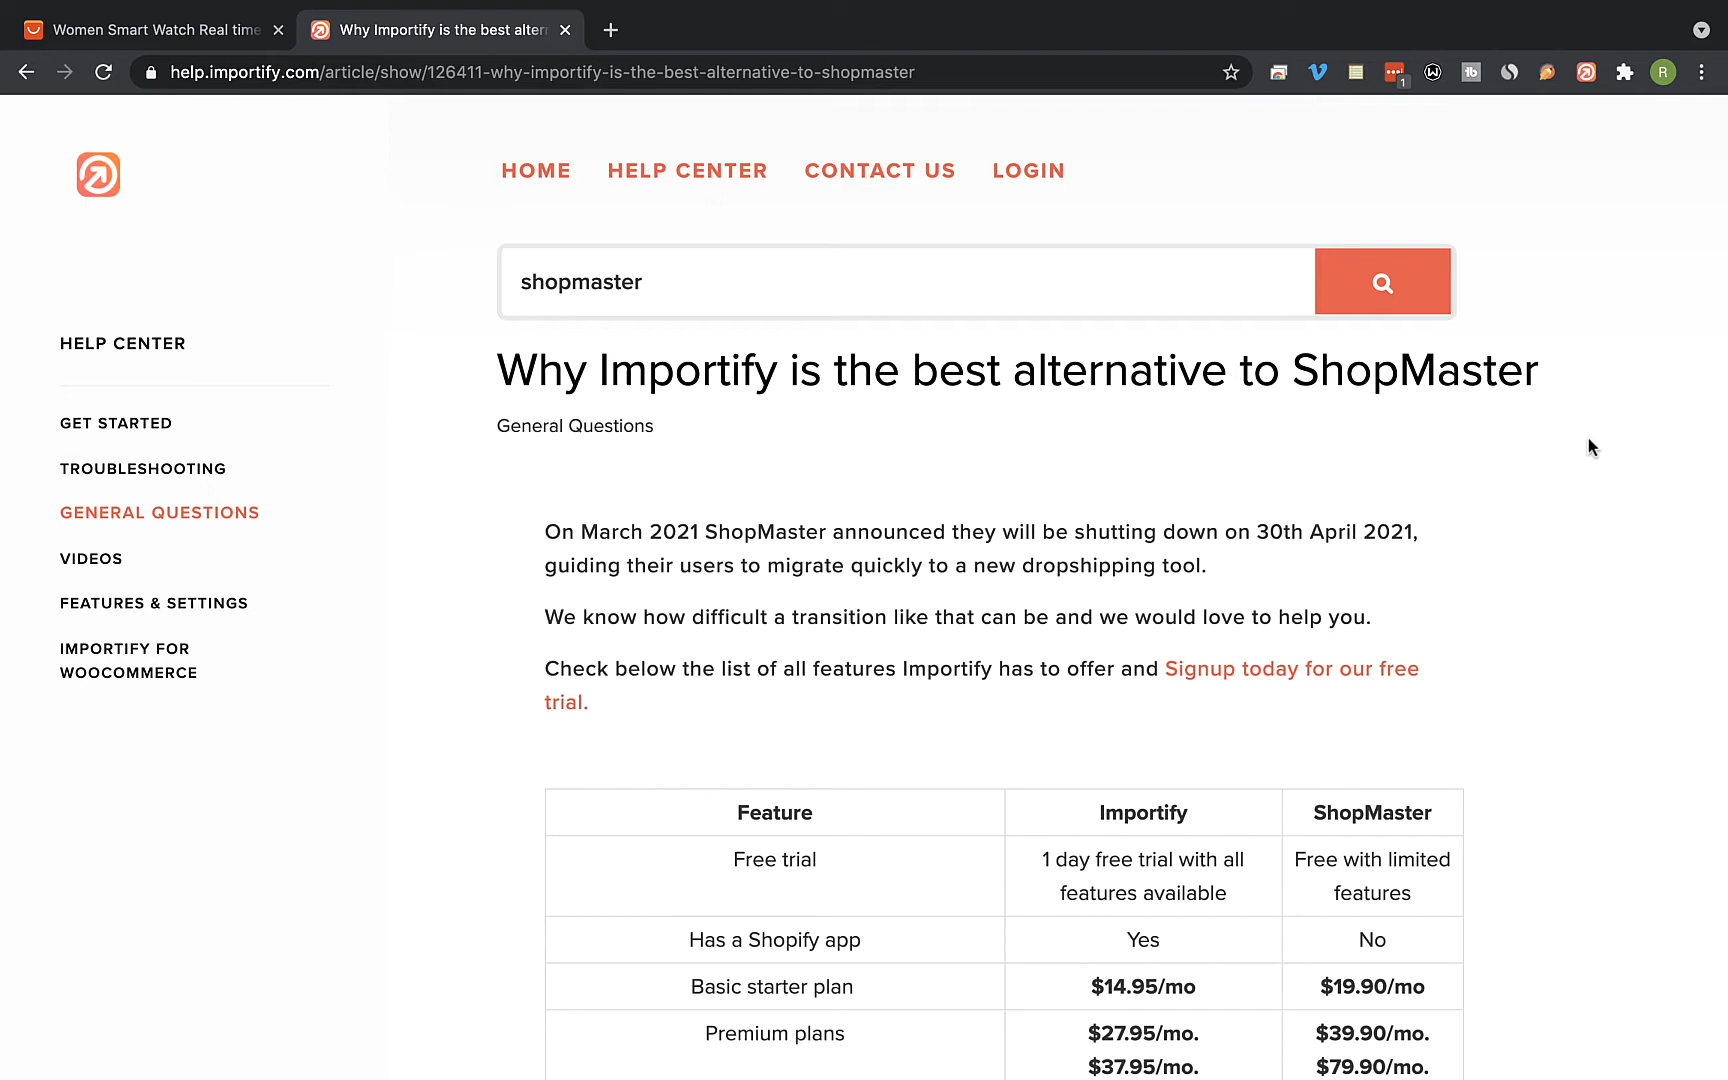 Women Smart Watch Real time
Why Importify is the best altern
help.importify.com/article/show/126411-why-importify-is-the-best-alternative-to-shopmaster
1
R
HOME HELP CENTER CONTACT US LOGIN
shopmaster
HELP CENTER
GET STARTED
TROUBLESHOOTING
GENERAL QUESTIONS
VIDEOS
FEATURES & SETTINGS
IMPORTIFY FOR
WOOCOMMERCE
Why Importify is the best alternative to ShopMaster
General Questions
On March 2021 ShopMaster announced they will be shutting down on 30th April 2021,
guiding their users to migrate quickly to a new dropshipping tool.
We know how difficult a transition like that can be and we would love to help you.
Check below the list of all features Importify has to offer and Signup today for our free
trial.
Feature Importify ShopMaster
Free trial 1 day free trial with all Free with limited
features available features
Has a Shopify app Yes No
Basic starter plan $14.95/mo $19.90/mo
Premium plans $27.95/mo. $39.90/mo.
$37.95/mo. $79.90/mo.